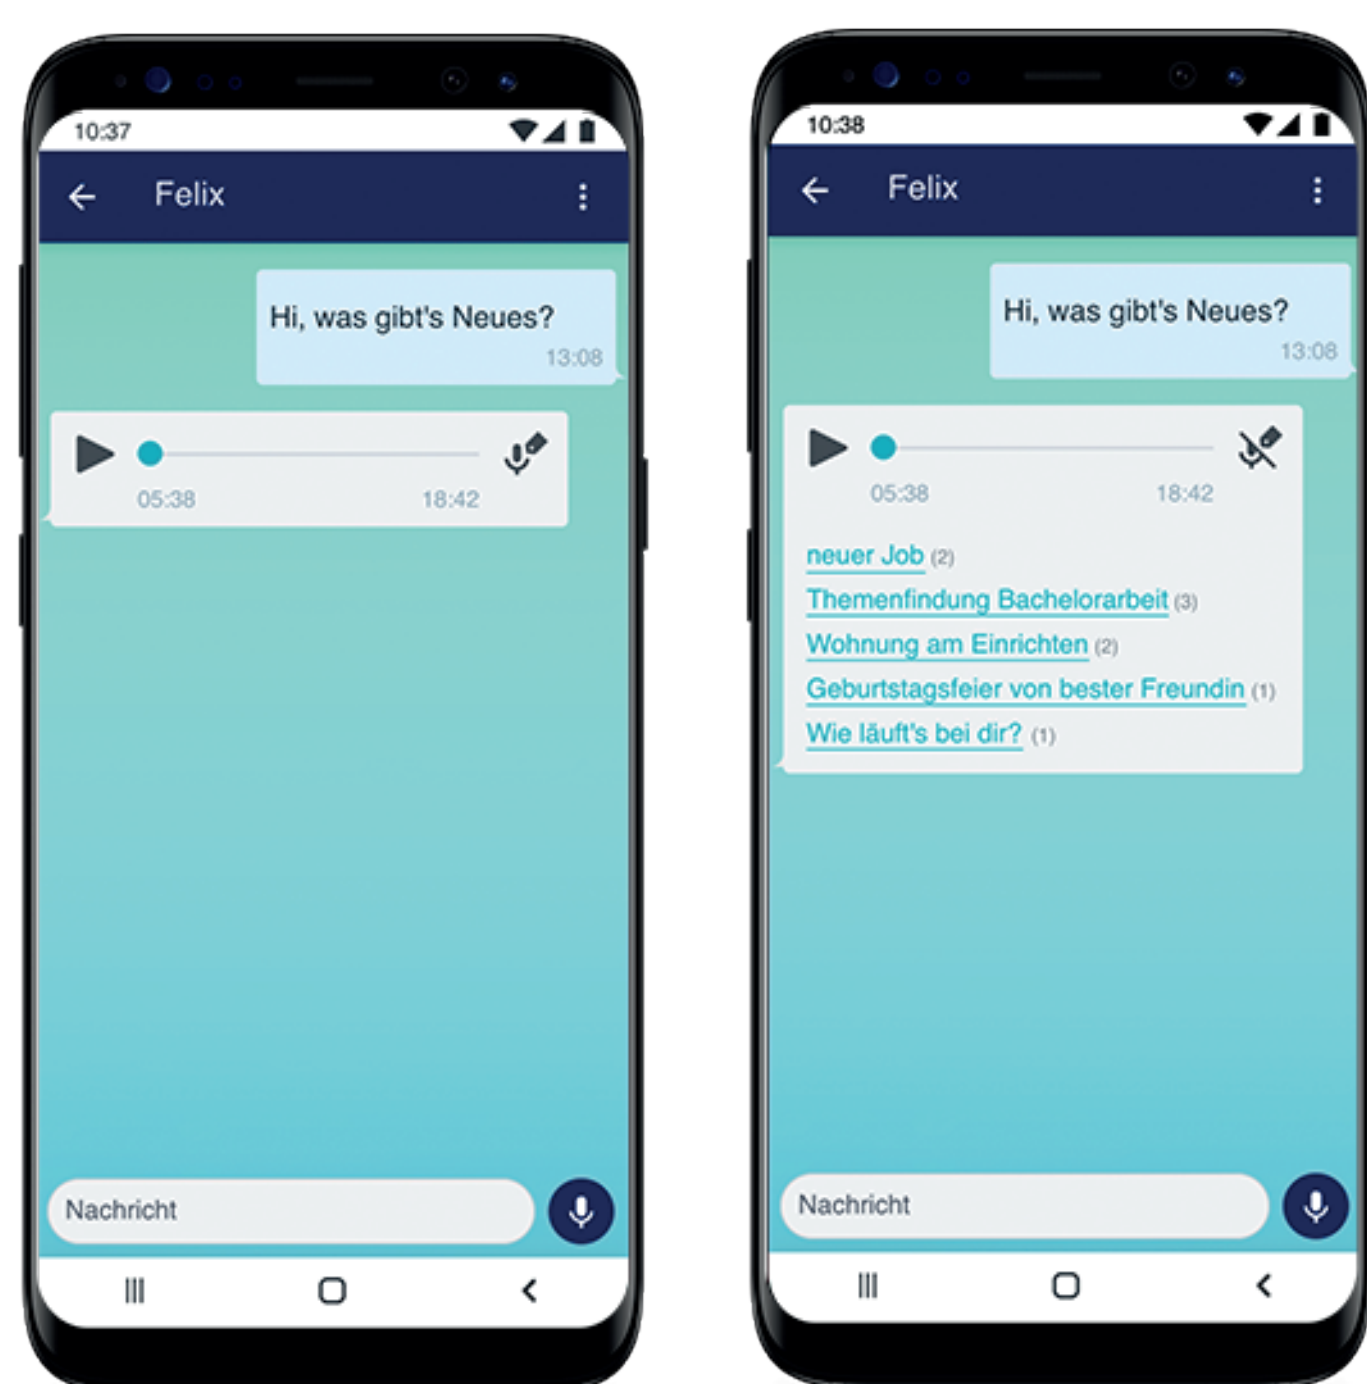 10:37
Felix
Hi, was gibt's Neues?
13:08
05:38 18:42
Nachricht
10:38
Felix
Hi, was gibt's Neues?
13:08
05:38 18:42
neuer Job (2)
Themenfindung Bachelorarbeit (3)
Wohnung am Einrichten (2)
Geburtstagsfeier von bester Freundin (1)
Wie läuft's bei dir? (1)
Nachricht